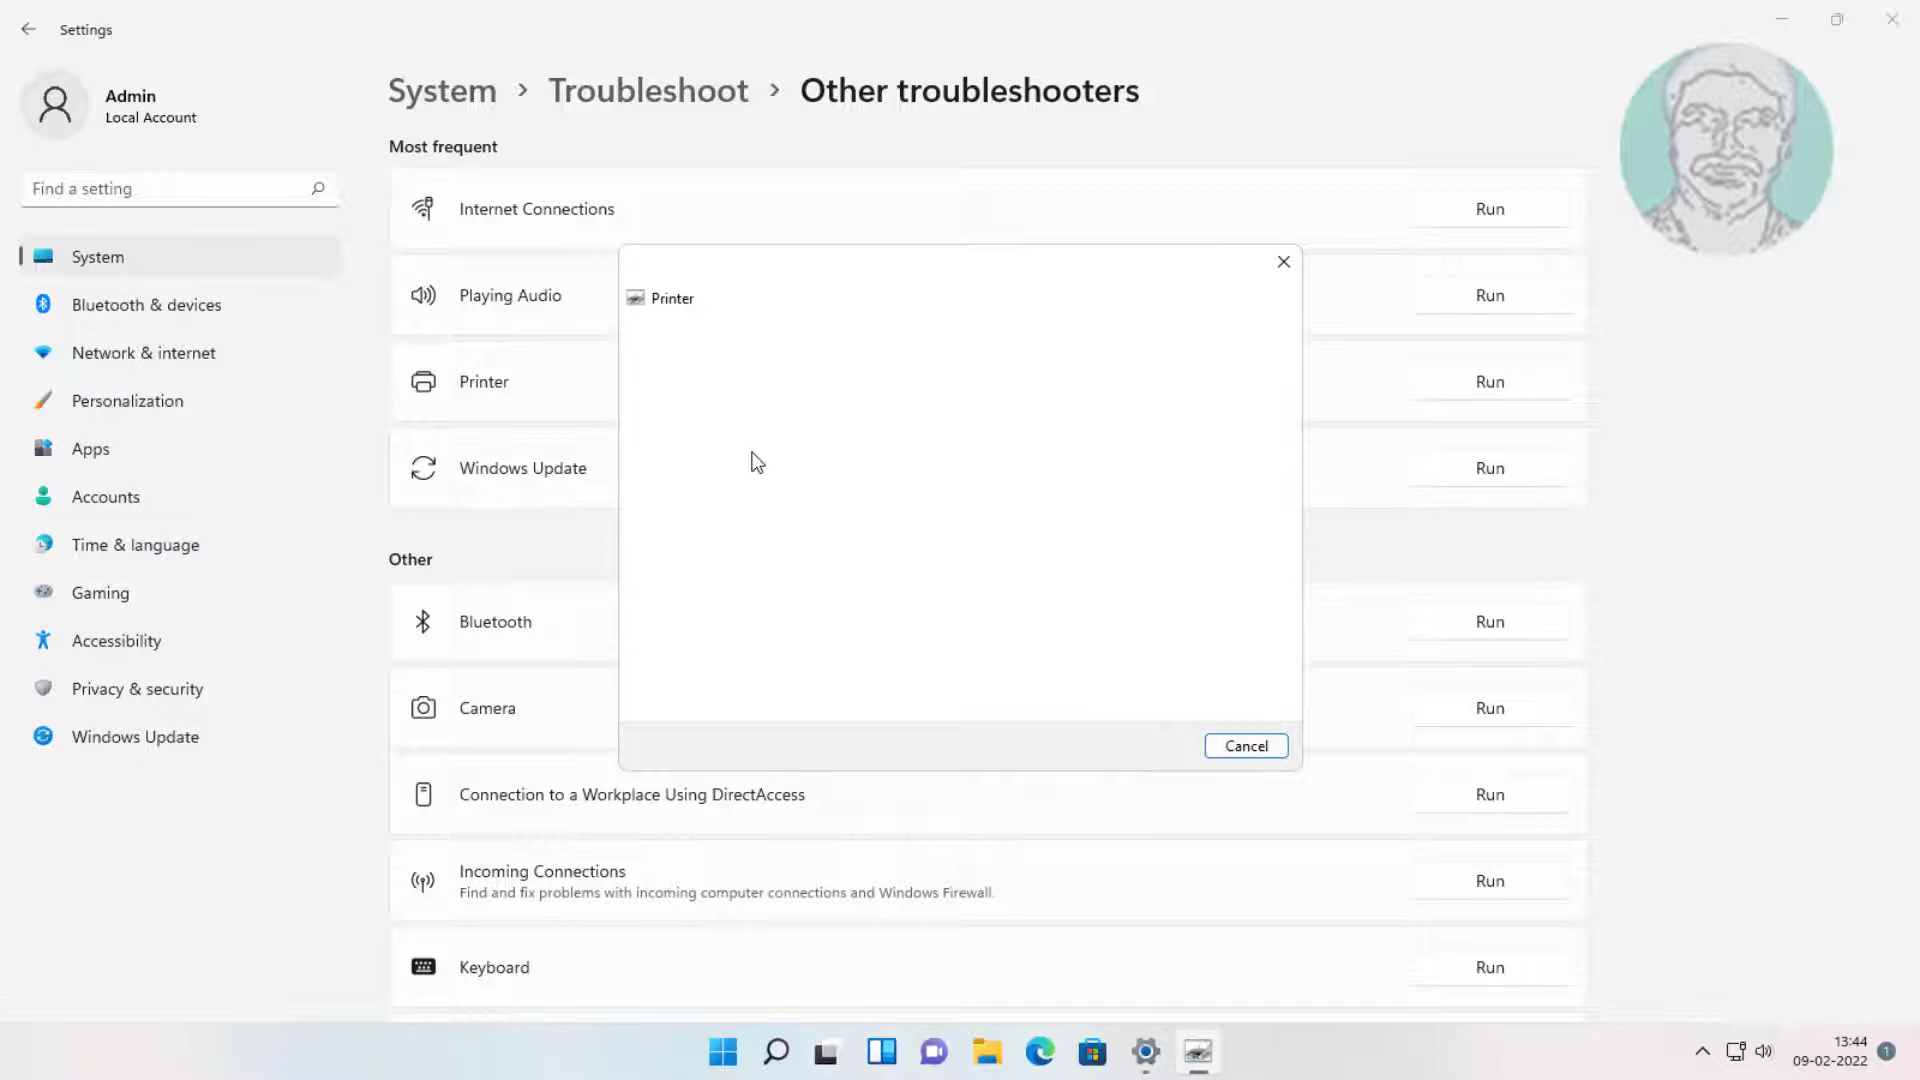 Settings
Admin
Local Account
Find a setting
System
Bluetooth & devices
Network & internet
Personalization
Apps
Accounts
Time & language
Gaming
Accessibility
Privacy & security
Windows Update
System > Troubleshoot > Other troubleshooters
Most frequent
Internet Connections Run
Playing Audio Run
Printer Run
Windows Update Run
Printer
Cancel
Other
Bluetooth Run
Camera Run
Connection to a Workplace Using DirectAccess Run
Incoming Connections
Find and fix problems with incoming computer connections and Windows Firewall.
Run
Keyboard Run
13:44
09-02-2022
1